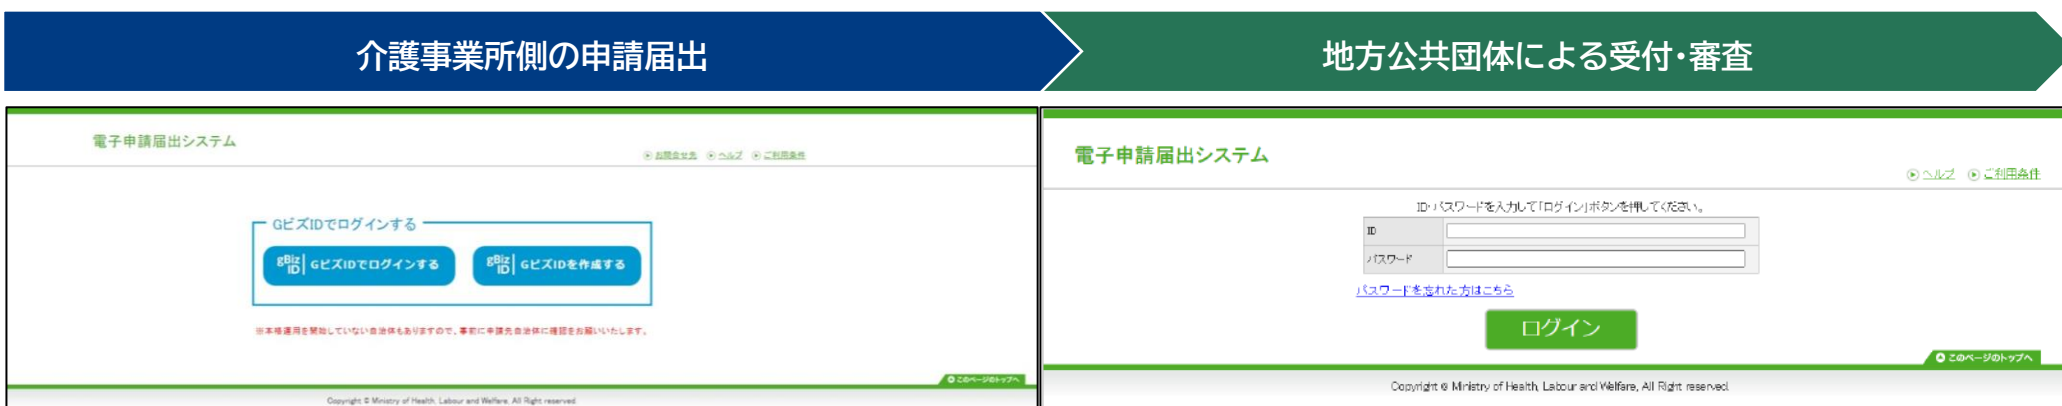 介護事業所側の申請届出
地方公共団体による受付・審査
電子申請届出システム
お問合せ先 ヘルプ ご利用条件
GビズIDでログインする
gBiz ID GビズIDでログインする
gBiz ID GビズIDを作成する
※本格運用を開始していない自治体もありますので、事前に申請先自治体に確認をお願いいたします。
このページのトップへ
Copyright © Ministry of Health, Labour and Welfare, All Right reserved.
電子申請届出システム
ヘルプ ご利用条件
ID・パスワードを入力して「ログイン」ボタンを押してください。
ID
パスワード
パスワードを忘れた方はこちら
ログイン
このページのトップへ
Copyright © Ministry of Health, Labour and Welfare, All Right reserved.